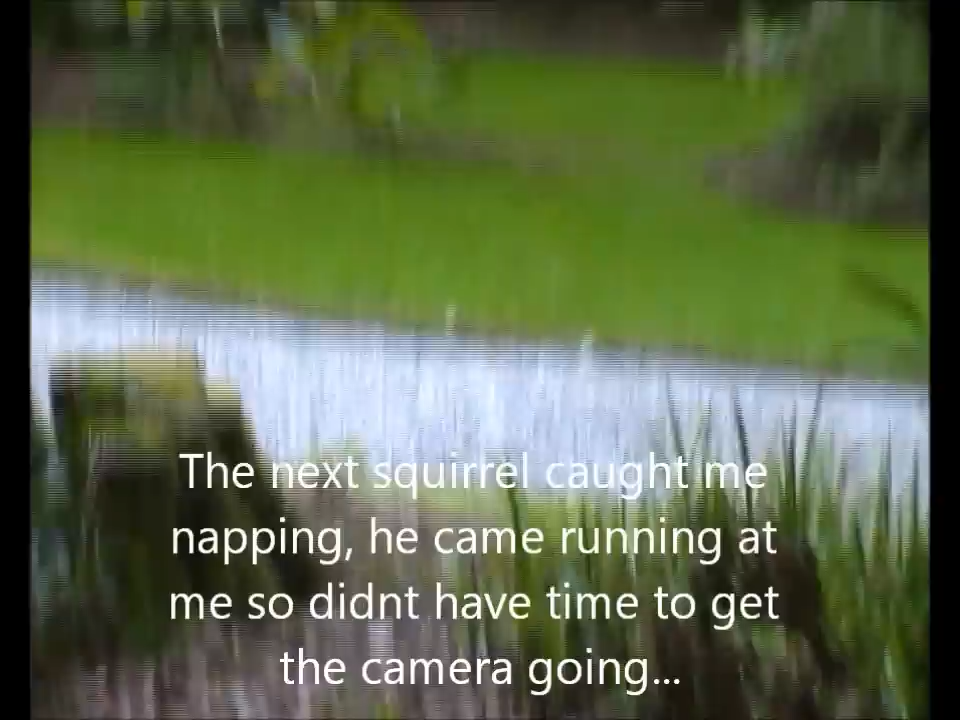 The next squirrel caught me
napping, he came running at
me so didnt have time to get
the camera going...